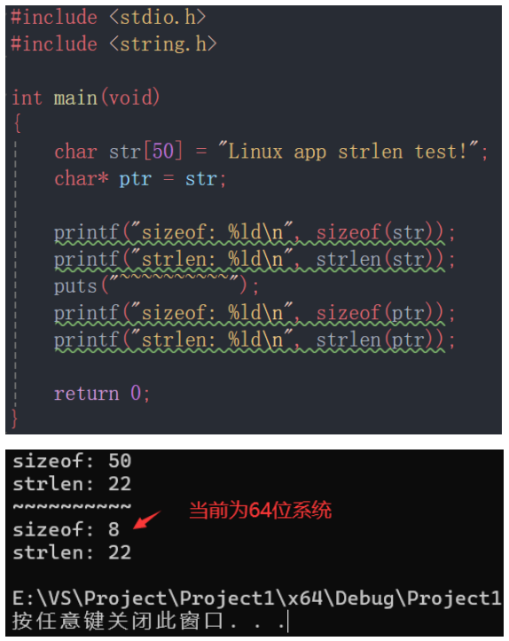 #include <stdio.h>
#include <string.h>
int main(void)
{
char str[50] = "Linux app strlen test!";
char* ptr = str;
printf("sizeof: %ld\n", sizeof(str));
printf("strlen: %ld\n", strlen(str));
puts("~~~~~~~~~~");
printf("sizeof: %ld\n", sizeof(ptr));
printf("strlen: %ld\n", strlen(ptr));
return 0;
}
sizeof: 50
strlen: 22
~~~~~~~~~~
sizeof: 8
当前为64位系统
strlen: 22
E:\VS\Project\Project1\x64\Debug\Project1
按任意键关闭此窗口. . .